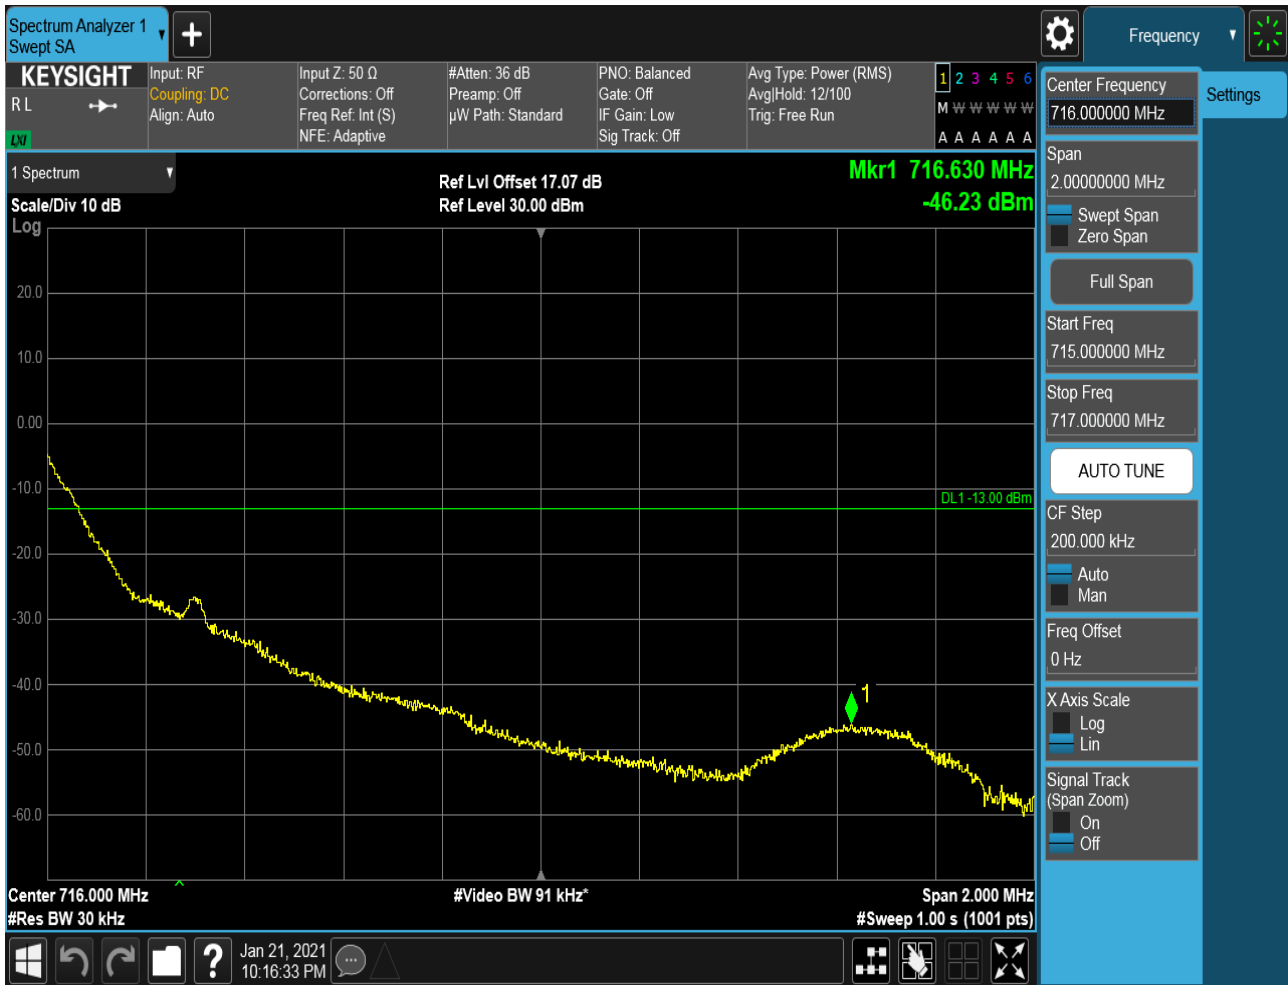 Spectrum Analyzer 1
Swept SA
+
Frequency
KEYSIGHT
R L
LXI
Input: RF
Coupling: DC
Align: Auto
Input Z: 50 Ω
Corrections: Off
Freq Ref: Int (S)
NFE: Adaptive
#Atten: 36 dB
Preamp: Off
µW Path: Standard
PNO: Balanced
Gate: Off
IF Gain: Low
Sig Track: Off
Avg Type: Power (RMS)
Avg|Hold: 12/100
Trig: Free Run
1 2 3 4 5 6
M W W W W W
A A A A A A
1 Spectrum
Scale/Div 10 dB
Log
Ref Lvl Offset 17.07 dB
Ref Level 30.00 dBm
Mkr1 716.630 MHz
-46.23 dBm
20.0
10.0
0.00
-10.0
-20.0
-30.0
-40.0
-50.0
-60.0
DL1 -13.00 dBm
1
Center 716.000 MHz
#Res BW 30 kHz
#Video BW 91 kHz*
Span 2.000 MHz
#Sweep 1.00 s (1001 pts)
?
Jan 21, 2021
10:16:33 PM
Center Frequency
716.000000 MHz
Settings
Span
2.00000000 MHz
Swept Span
Zero Span
Full Span
Start Freq
715.000000 MHz
Stop Freq
717.000000 MHz
AUTO TUNE
CF Step
200.000 kHz
Auto
Man
Freq Offset
0 Hz
X Axis Scale
Log
Lin
Signal Track
(Span Zoom)
On
Off